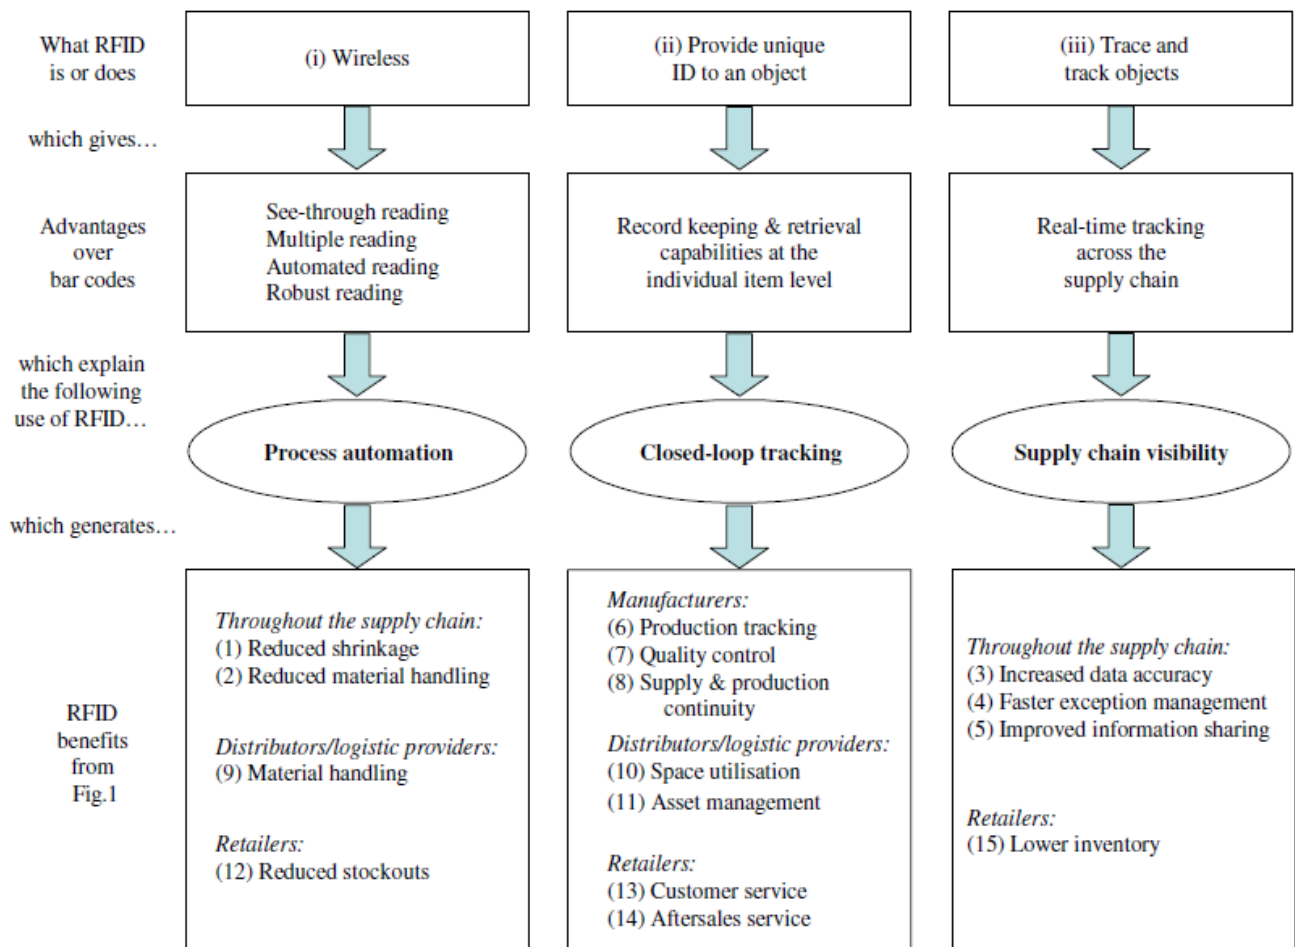 What RFID
is or does
(i) Wireless
(ii) Provide unique
ID to an object
(iii) Trace and
track objects
which gives…
Advantages
over
bar codes
See-through reading
Multiple reading
Automated reading
Robust reading
Record keeping & retrieval
capabilities at the
individual item level
Real-time tracking
across the
supply chain
which explain
the following
use of RFID…
Process automation
Closed-loop tracking
Supply chain visibility
which generates…
RFID
benefits
from
Fig.1
Throughout the supply chain:
(1) Reduced shrinkage
(2) Reduced material handling
Distributors/logistic providers:
(9) Material handling
Retailers:
(12) Reduced stockouts
Manufacturers:
(6) Production tracking
(7) Quality control
(8) Supply & production
continuity
Distributors/logistic providers:
(10) Space utilisation
(11) Asset management
Retailers:
(13) Customer service
(14) Aftersales service
Throughout the supply chain:
(3) Increased data accuracy
(4) Faster exception management
(5) Improved information sharing
Retailers:
(15) Lower inventory